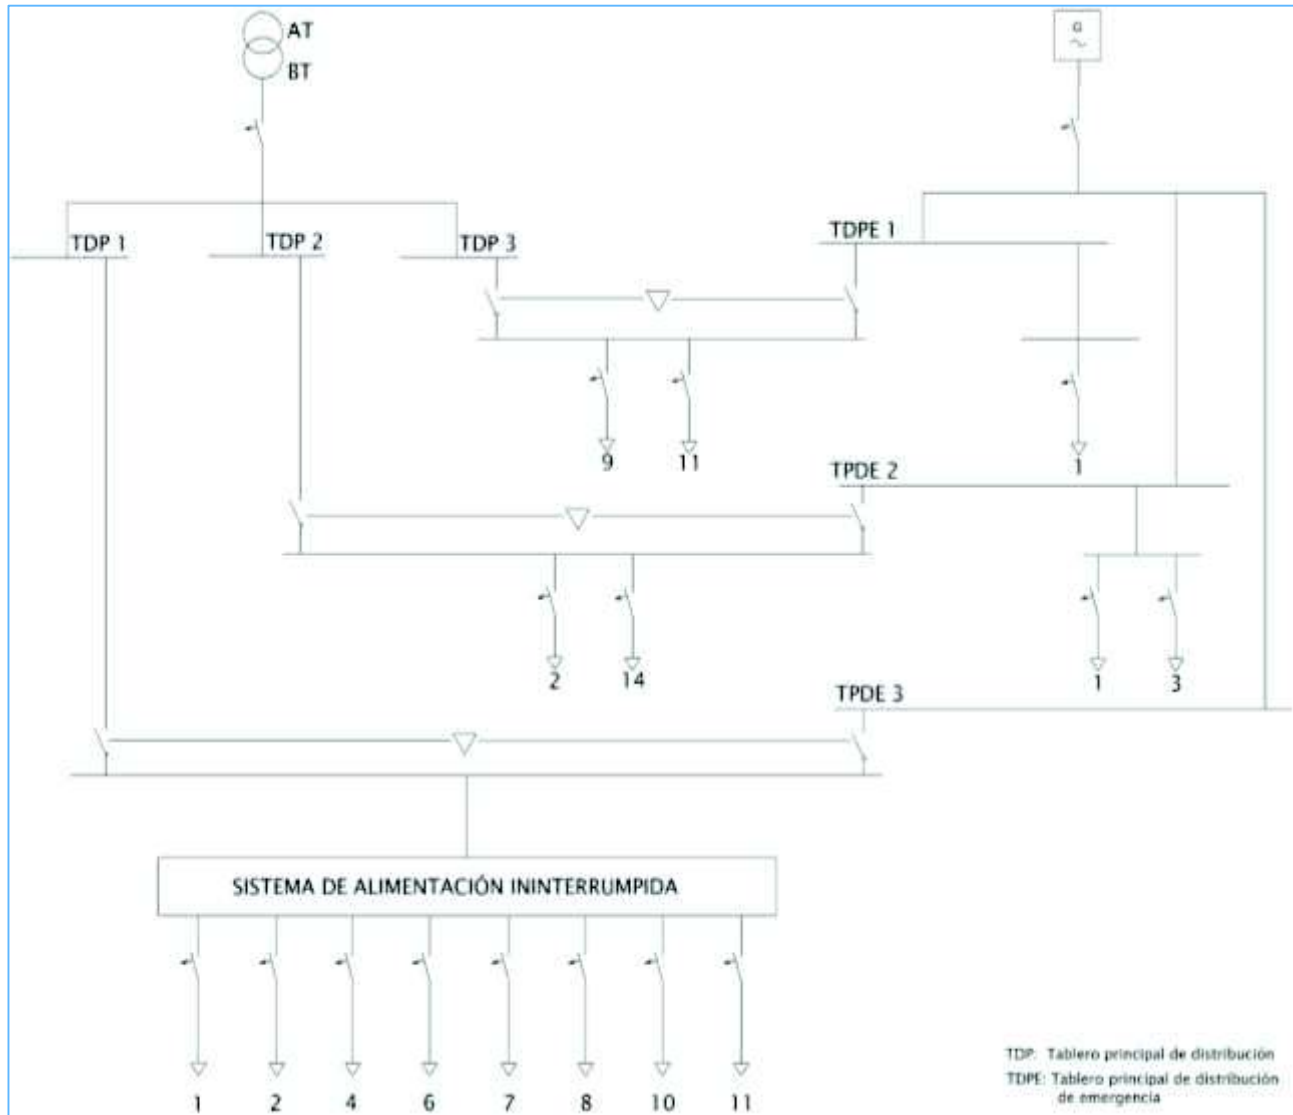 AT
BT
G
~
TDP 1
TDP 2
TDP 3
TDPE 1
9
11
1
TPDE 2
2
14
1
3
TPDE 3
SISTEMA DE ALIMENTACIÓN ININTERRUMPIDA
1
2
4
6
7
8
10
11
TDP: Tablero principal de distribución
TDPE: Tablero principal de distribución
de emergencia